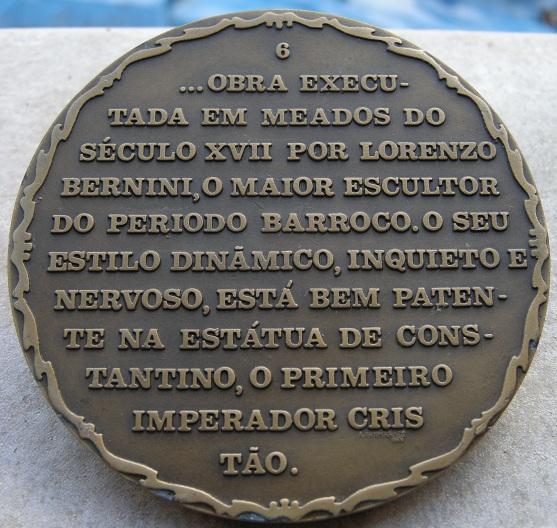 6
...OBRA EXECU-
TADA EM MEADOS DO
SÉCULO XVII POR LORENZO
BERNINI, O MAIOR ESCULTOR
DO PERIODO BARROCO. O SEU
ESTILO DINÂMICO, INQUIETO E
NERVOSO, ESTÁ BEM PATEN-
TE NA ESTÁTUA DE CONS-
TANTINO, O PRIMEIRO
IMPERADOR CRIS
TÃO.